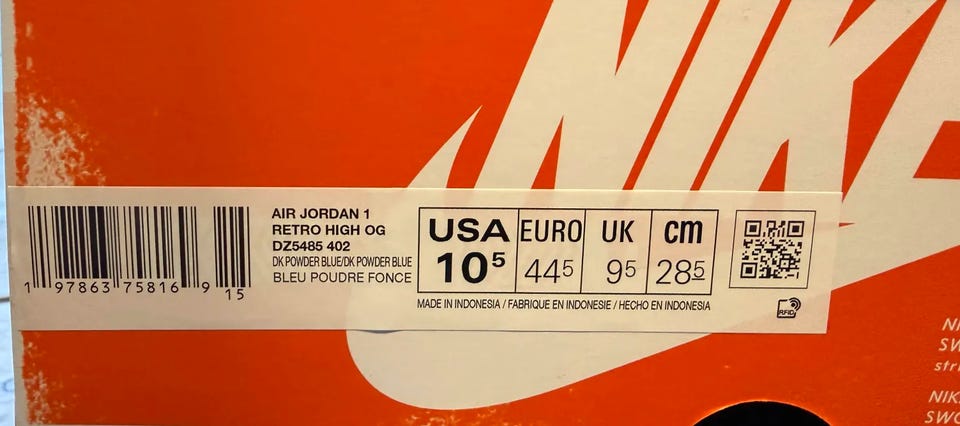 NIKE
AIR JORDAN 1
RETRO HIGH OG
DZ5485 402
DK POWDER BLUE/DK POWDER BLUE
BLEU POUDRE FONCE
1 97863 75816 9 15
USA EURO UK cm
10⁵ 44⁵ 9⁵ 28⁵
MADE IN INDONESIA / FABRIQUE EN INDONESIE / HECHO EN INDONESIA
RFID